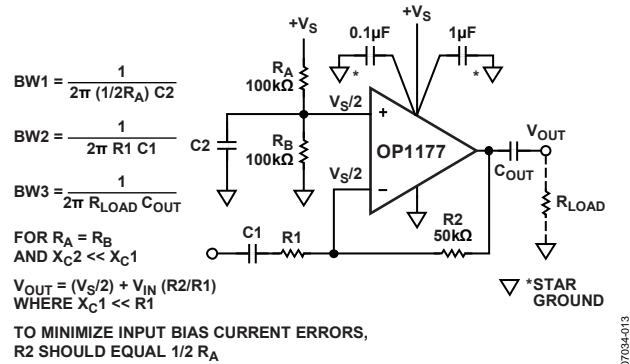 +VS
+VS
0.1µF
1µF
*
*
RA
100kΩ
BW1 = 1 / 2π (1/2RA) C2
VS/2
+
BW2 = 1 / 2π R1 C1
C2
RB
100kΩ
OP1177
VOUT
COUT
VS/2
–
BW3 = 1 / 2π RLOAD COUT
R2
50kΩ
RLOAD
C1
R1
FOR RA = RB
AND XC2 << XC1
VOUT = (VS/2) + VIN (R2/R1)
WHERE XC1 << R1
*STAR
GROUND
TO MINIMIZE INPUT BIAS CURRENT ERRORS,
R2 SHOULD EQUAL 1/2 RA
07034-013